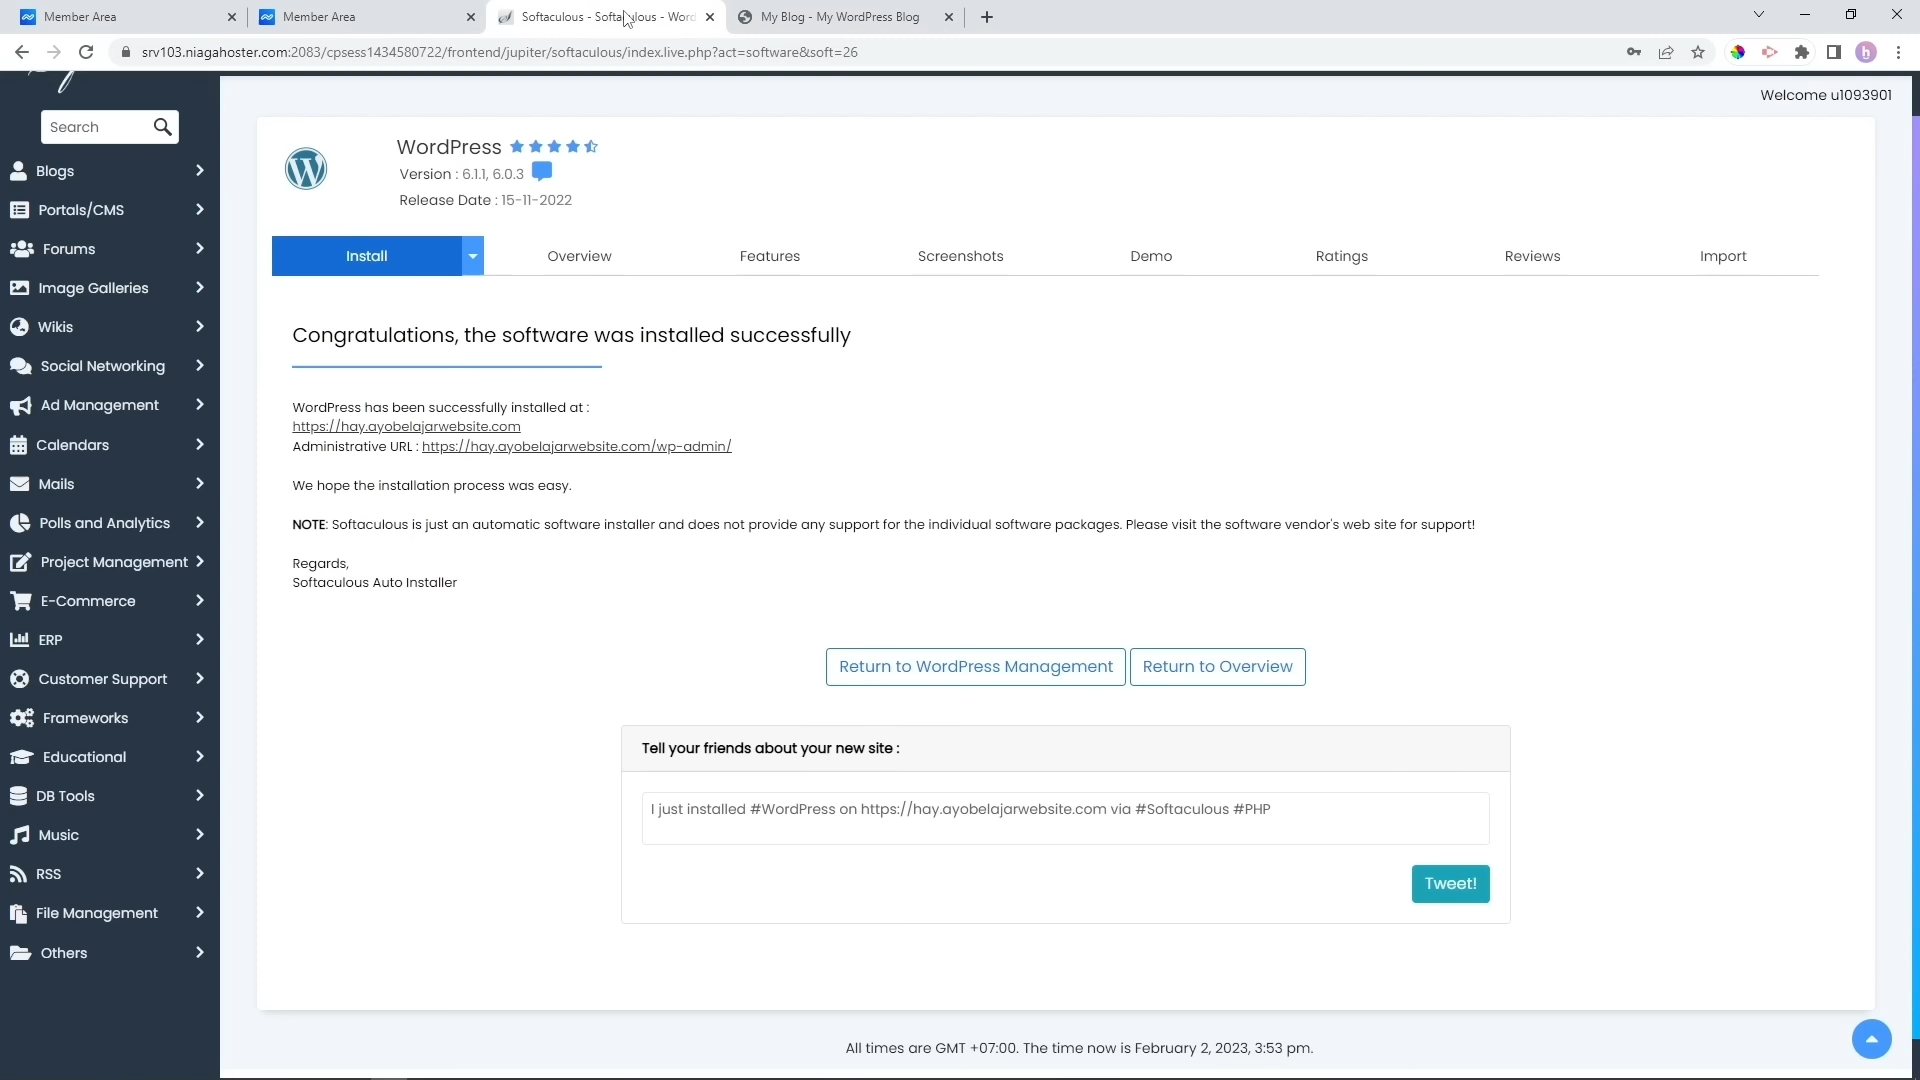 Member Area
Member Area
Softaculous - Softaculous - Word
My Blog - My WordPress Blog
srv103.niagahoster.com:2083/cpsess1434580722/frontend/jupiter/softaculous/index.live.php?act=software&soft=26
h
Welcome u1093901
Search
Blogs
Portals/CMS
Forums
Image Galleries
Wikis
Social Networking
Ad Management
Calendars
Mails
Polls and Analytics
Project Management
E-Commerce
ERP
Customer Support
Frameworks
Educational
DB Tools
Music
RSS
File Management
Others
WordPress
Version : 6.1.1, 6.0.3
Release Date : 15-11-2022
Install
Overview
Features
Screenshots
Demo
Ratings
Reviews
Import
Congratulations, the software was installed successfully
WordPress has been successfully installed at :
https://hay.ayobelajarwebsite.com
Administrative URL : https://hay.ayobelajarwebsite.com/wp-admin/
We hope the installation process was easy.
NOTE: Softaculous is just an automatic software installer and does not provide any support for the individual software packages. Please visit the software vendor's web site for support!
Regards,
Softaculous Auto Installer
Return to WordPress Management
Return to Overview
Tell your friends about your new site :
I just installed #WordPress on https://hay.ayobelajarwebsite.com via #Softaculous #PHP
Tweet!
All times are GMT +07:00. The time now is February 2, 2023, 3:53 pm.